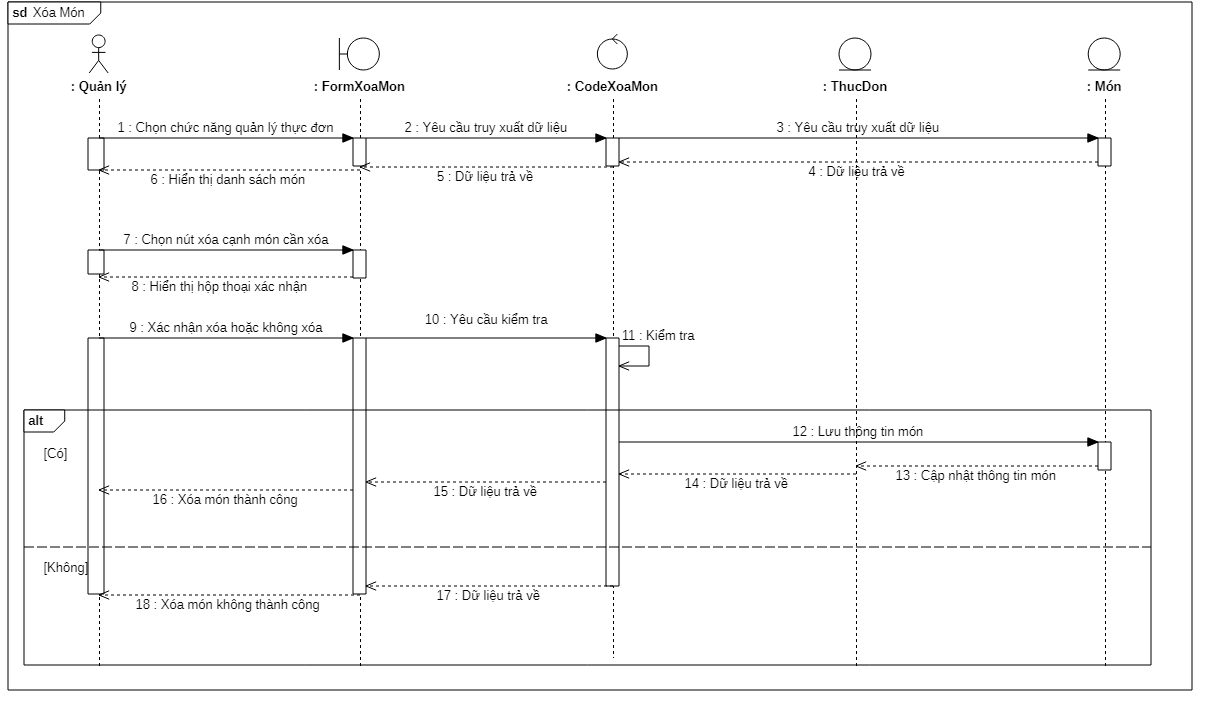 sd Xóa Món
: Quản lý
: FormXoaMon
: CodeXoaMon
: ThucDon
: Món
1 : Chọn chức năng quản lý thực đơn
2 : Yêu cầu truy xuất dữ liệu
3 : Yêu cầu truy xuất dữ liệu
4 : Dữ liệu trả về
5 : Dữ liệu trả về
6 : Hiển thị danh sách món
7 : Chọn nút xóa cạnh món cần xóa
8 : Hiển thị hộp thoại xác nhận
9 : Xác nhận xóa hoặc không xóa
10 : Yêu cầu kiểm tra
11 : Kiểm tra
alt
[Có]
12 : Lưu thông tin món
13 : Cập nhật thông tin món
14 : Dữ liệu trả về
15 : Dữ liệu trả về
16 : Xóa món thành công
[Không]
17 : Dữ liệu trả về
18 : Xóa món không thành công